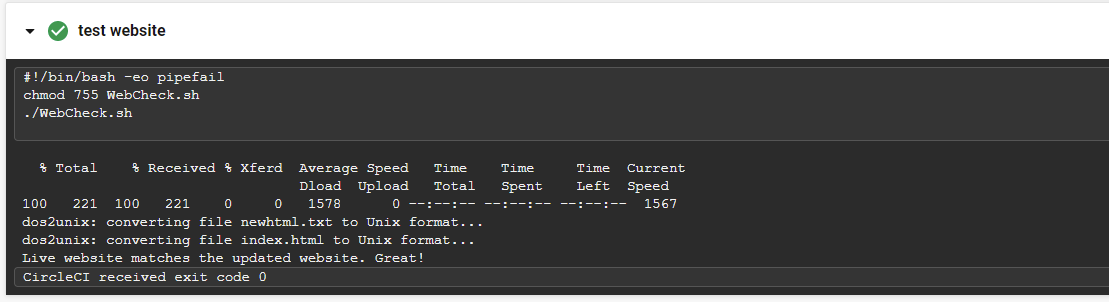 test website
#!/bin/bash -eo pipefail
chmod 755 WebCheck.sh
./WebCheck.sh
  % Total    % Received % Xferd  Average Speed   Time    Time     Time  Current
                                 Dload  Upload   Total   Spent    Left  Speed
100   221  100   221    0     0   1578      0 --:--:-- --:--:-- --:--:--  1567
dos2unix: converting file newhtml.txt to Unix format...
dos2unix: converting file index.html to Unix format...
Live website matches the updated website. Great!
CircleCI received exit code 0